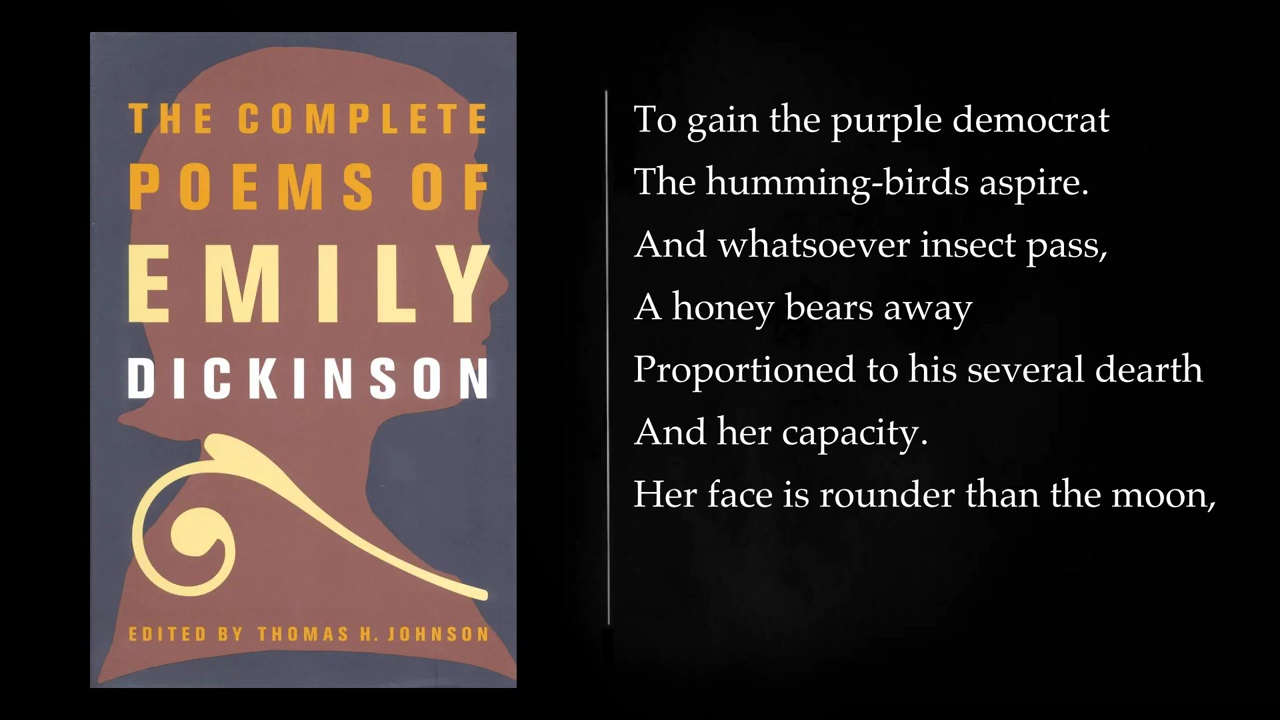 THE COMPLETE
POEMS OF
EMILY
DICKINSON
EDITED BY THOMAS H. JOHNSON
To gain the purple democrat
The humming-birds aspire.
And whatsoever insect pass,
A honey bears away
Proportioned to his several dearth
And her capacity.
Her face is rounder than the moon,